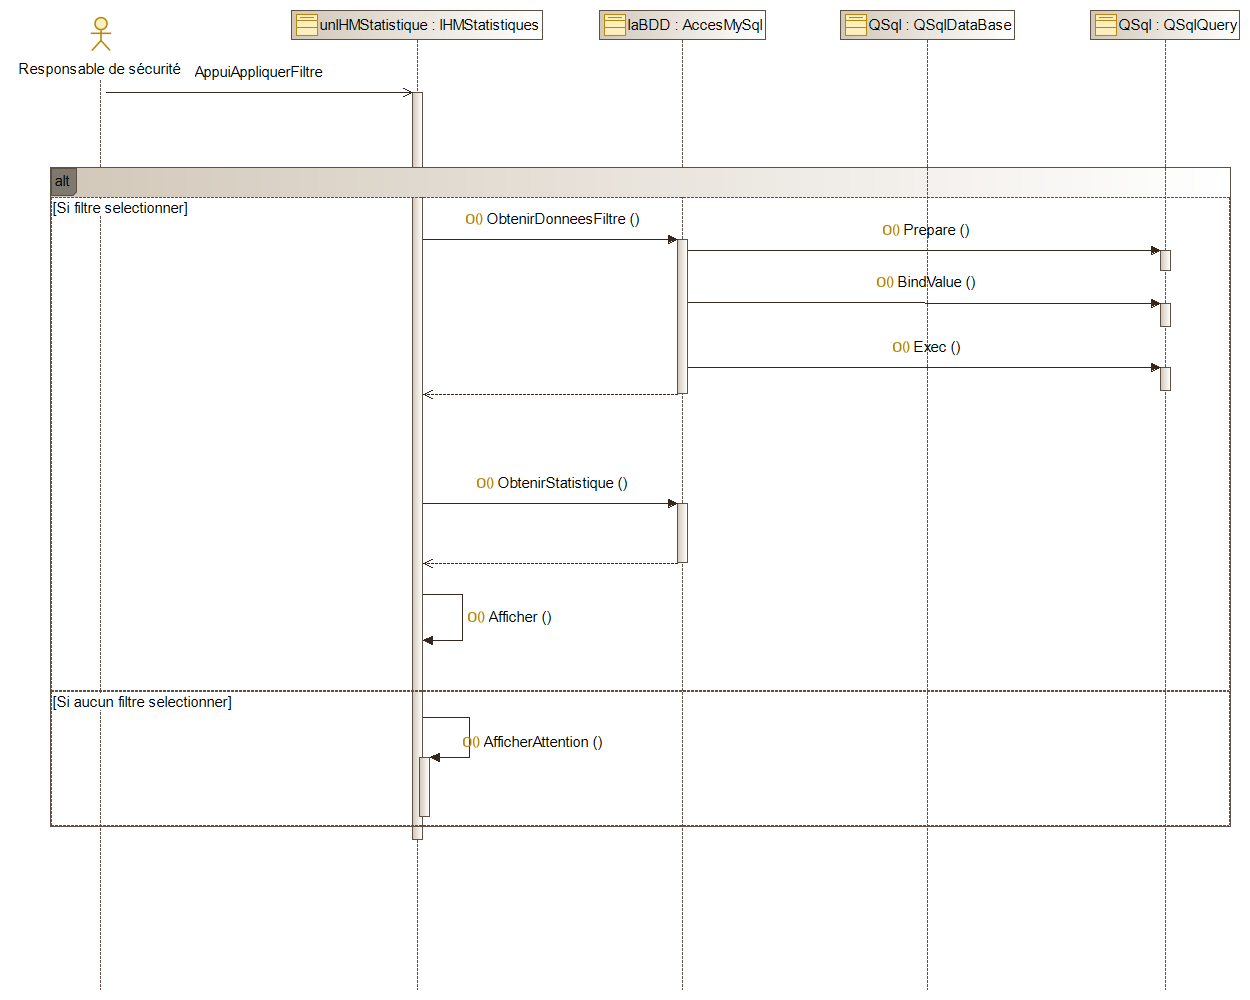 unIHMStatistique : IHMStatistiques
laBDD : AccesMySql
QSql : QSqlDataBase
QSql : QSqlQuery
Responsable de sécurité
AppuiAppliquerFiltre
alt
[Si filtre selectionner]
O() ObtenirDonneesFiltre ()
O() Prepare ()
O() BindValue ()
O() Exec ()
O() ObtenirStatistique ()
O() Afficher ()
[Si aucun filtre selectionner]
O() AfficherAttention ()